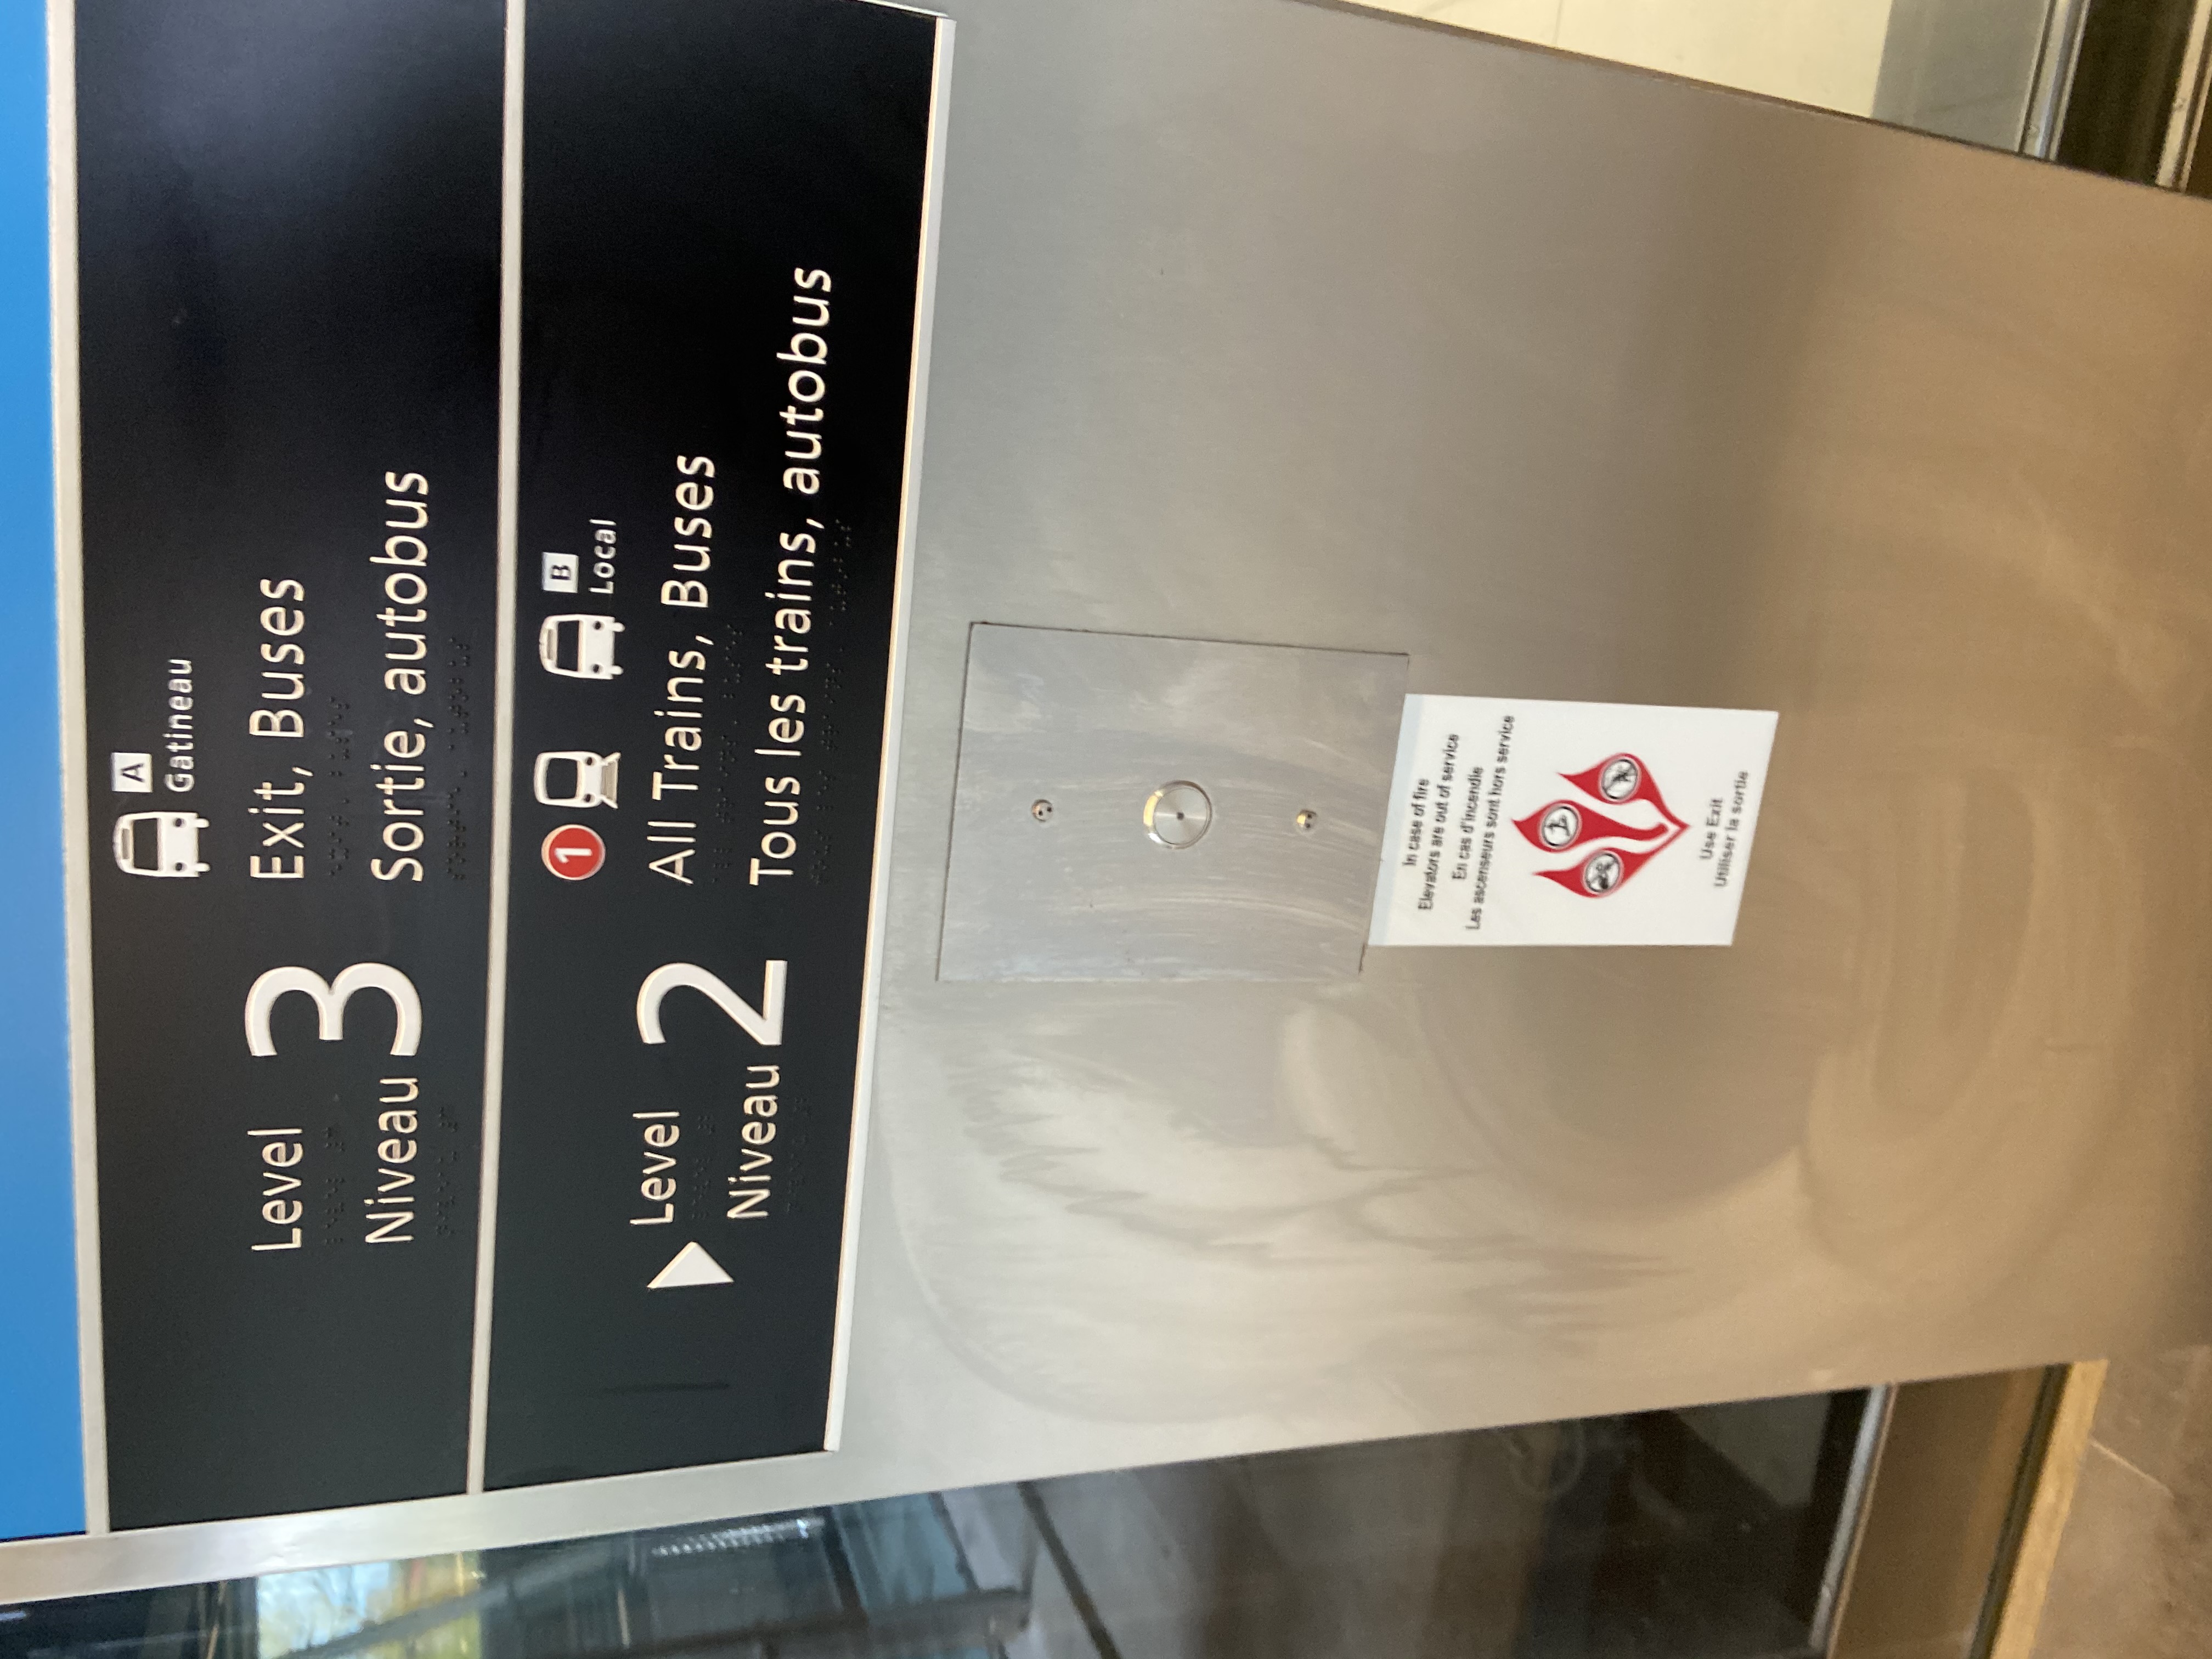 A
Gatineau
Level
Niveau
3
Exit, Buses
Sortie, autobus
1
B
Local
Level
Niveau
2
All Trains, Buses
Tous les trains, autobus
In case of fire
Elevators are out of service
En cas d'incendie
Les ascenseurs sont hors service
Use Exit
Utiliser la sortie